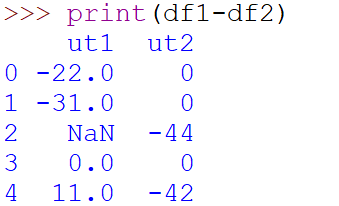 >>> print(df1-df2)
    ut1  ut2
0 -22.0    0
1 -31.0    0
2   NaN  -44
3   0.0    0
4  11.0  -42